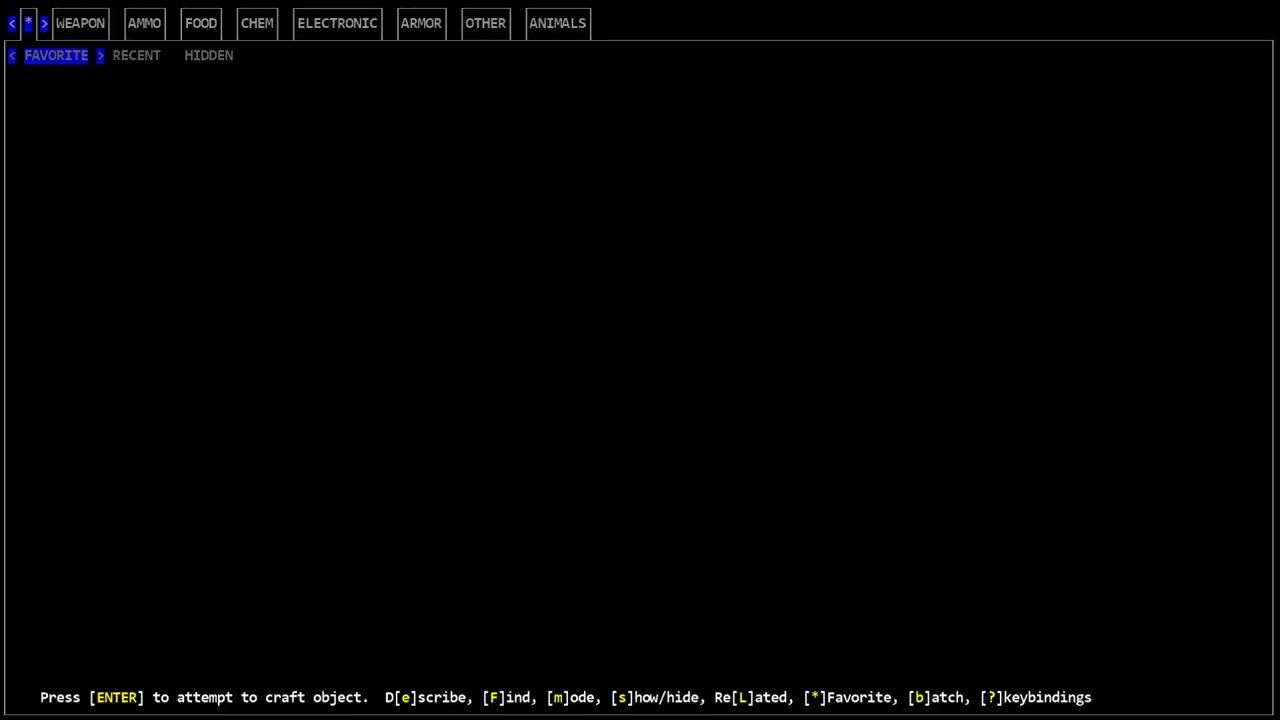 < * > WEAPON AMMO FOOD CHEM ELECTRONIC ARMOR OTHER ANIMALS
< FAVORITE > RECENT HIDDEN
Press [ENTER] to attempt to craft object. D[e]scribe, [F]ind, [m]ode, [s]how/hide, Re[L]ated, [*]Favorite, [b]atch, [?]keybindings